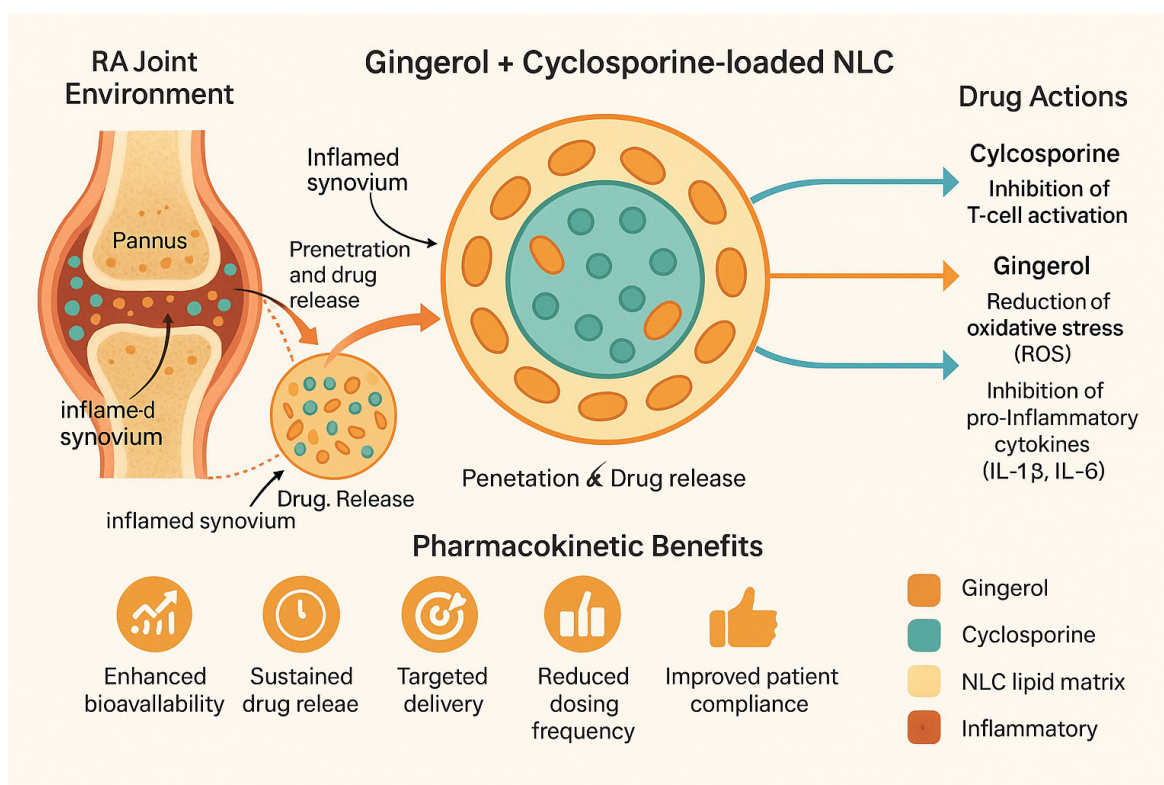 RA Joint
Environment
Gingerol + Cyclosporine-loaded NLC
Drug Actions
Inflamed
synovium
Pannus
Prenetration
and drug
release
inflame-d
synovium
Drug. Release
inflamed synovium
Penetation & Drug release
Cylcosporine
Inhibition of
T-cell activation
Gingerol
Reduction of
oxidative stress
(ROS)
Inhibition of
pro-Inflammatory
cytokines
(IL-1β, IL-6)
Pharmacokinetic Benefits
Enhanced
bioavallability
Sustained
drug releae
Targeted
delivery
Reduced
dosing
frequency
Improved patient
compliance
Gingerol
Cyclosporine
NLC lipid matrix
Inflammatory